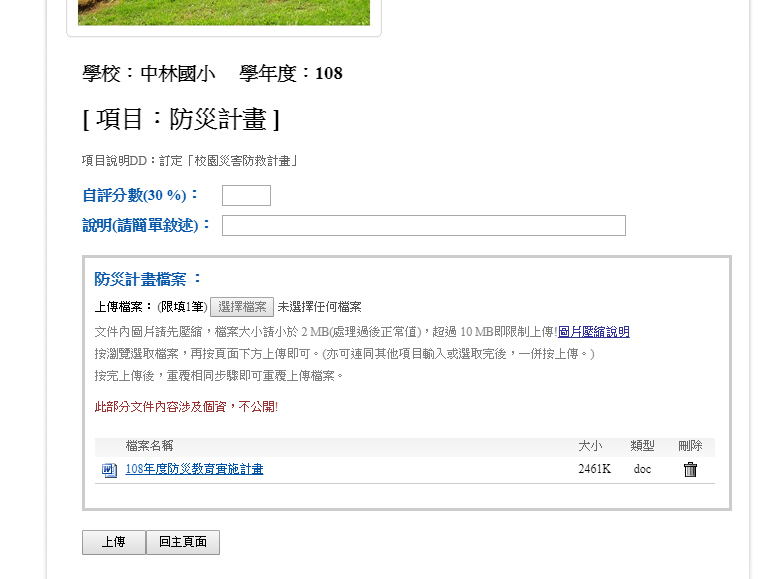 學校：中林國小　學年度：108
[ 項目：防災計畫 ]
項目說明DD：訂定「校園災害防救計畫」
自評分數(30 %)：
說明(請簡單敘述)：
防災計畫檔案 ：
上傳檔案： (限填1筆) 選擇檔案 未選擇任何檔案
文件內圖片請先壓縮，檔案大小請小於 2 MB(處理過後正常值)，超過 10 MB即限制上傳!圖片壓縮說明
按瀏覽選取檔案，再按頁面下方上傳即可。(亦可連同其他項目輸入或選取完後，一併按上傳。)
按完上傳後，重覆相同步驟即可重覆上傳檔案。
此部分文件內容涉及個資，不公開!
檔案名稱 大小 類型 刪除
108年度防災教育實施計畫 2461K doc
上傳 回主頁面